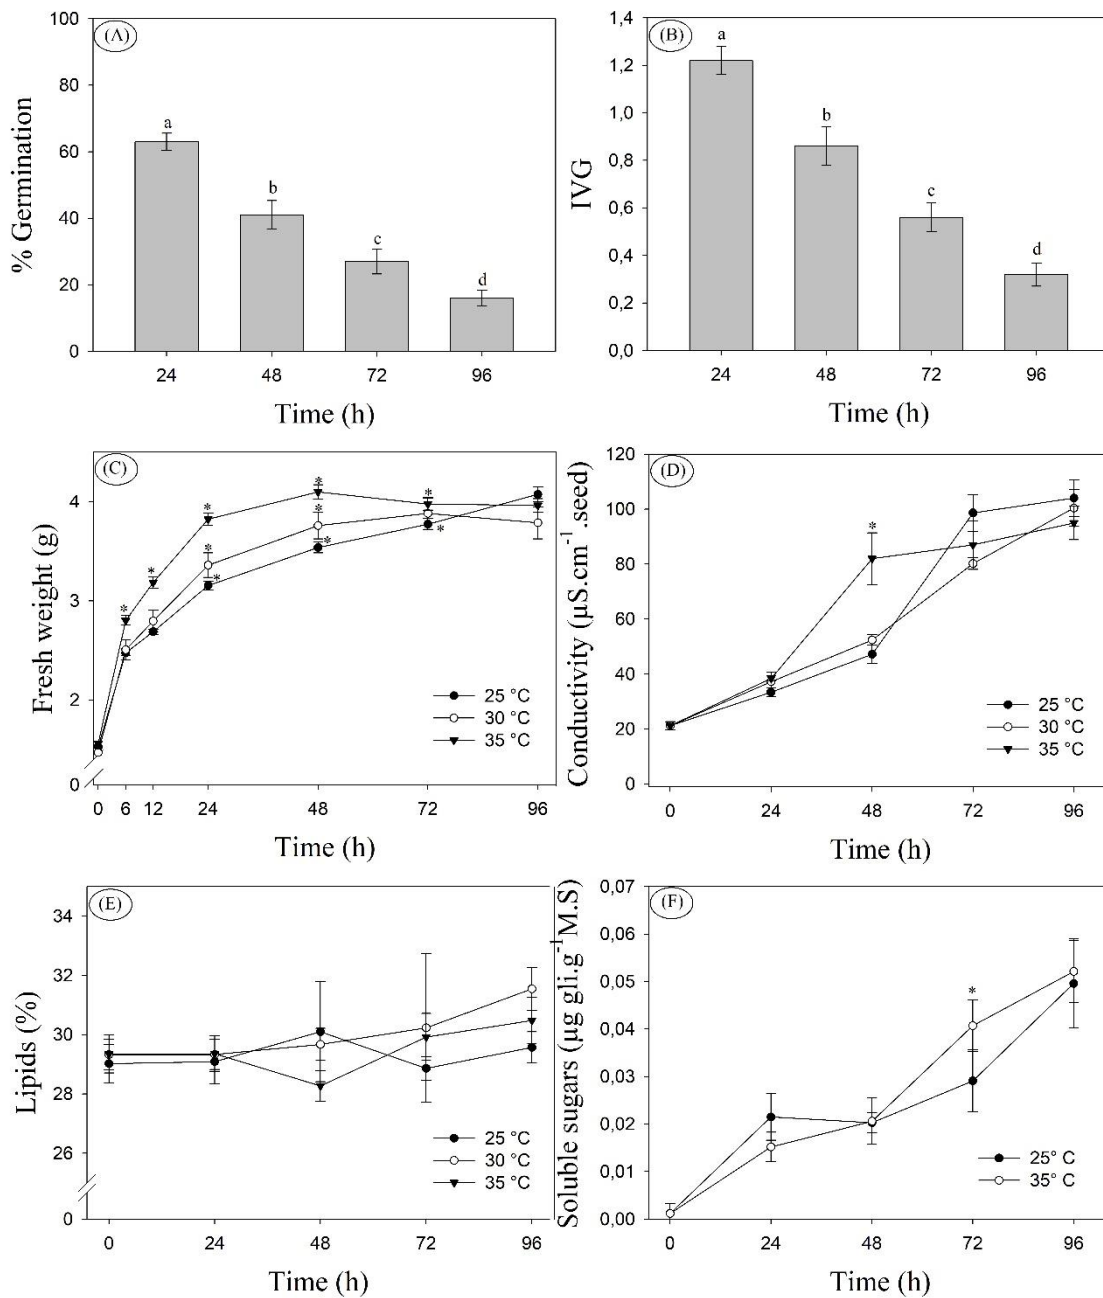 (A)
100
80
60
40
20
0
% Germination
a
b
c
d
24 48 72 96
Time (h)
(B)
1,4
1,2
1,0
0,8
0,6
0,4
0,2
0,0
IVG
a
b
c
d
24 48 72 96
Time (h)
(C)
4
3
2
0
Fresh weight (g)
* * * * * * * * * *
25 °C
30 °C
35 °C
0 6 12 24 48 72 96
Time (h)
(D)
120
100
80
60
40
20
0
Conductivity (µS.cm⁻¹.seed)
*
25 °C
30 °C
35 °C
0 24 48 72 96
Time (h)
(E)
34
32
30
28
26
0
Lipids (%)
25 °C
30 °C
35 °C
0 24 48 72 96
Time (h)
(F)
0,07
0,06
0,05
0,04
0,03
0,02
0,01
0,00
Soluble sugars (µg gli.g⁻¹M.S)
*
25° C
35° C
0 24 48 72 96
Time (h)